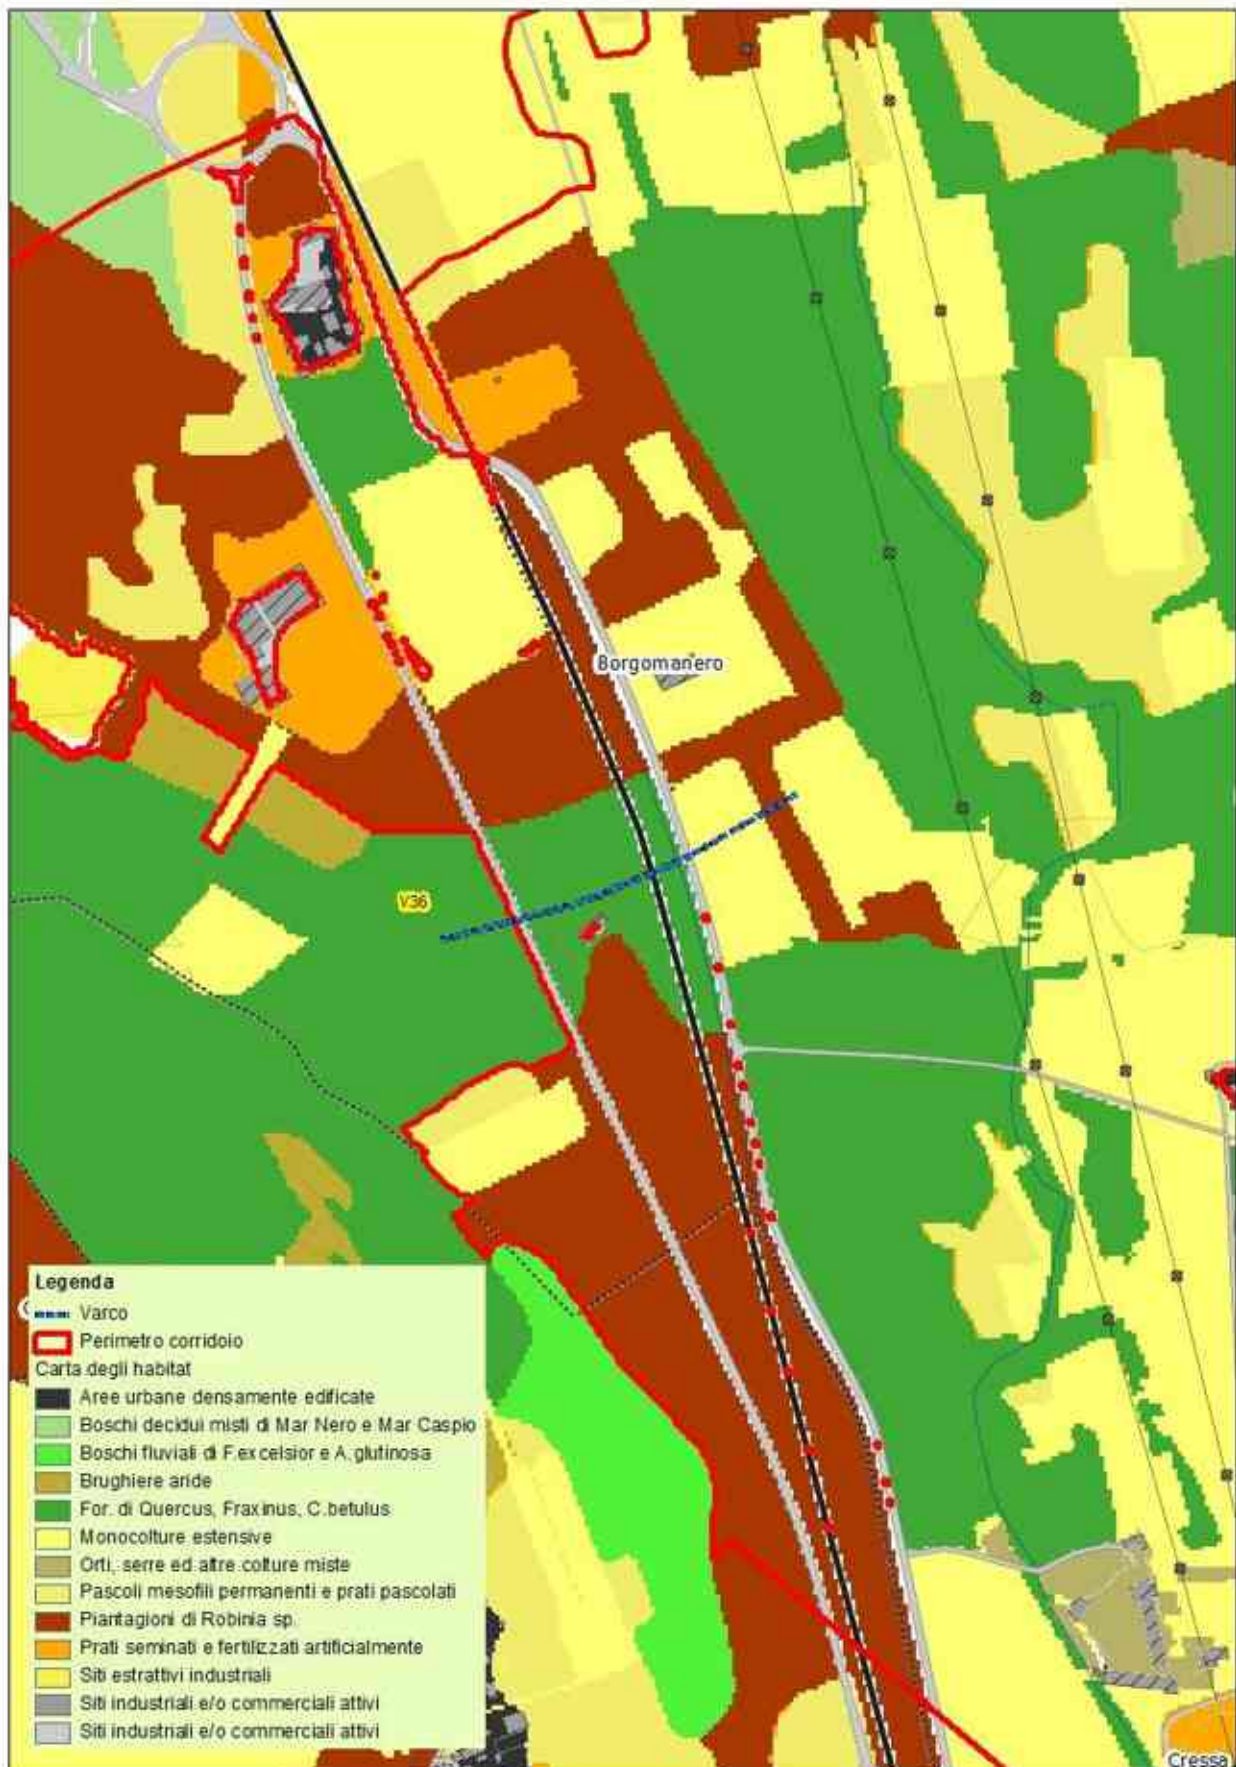 Borgomanero
V36
Legenda
Varco
Perimetro corridoio
Carta degli habitat
Aree urbane densamente edificate
Boschi decidui misti di Mar Nero e Mar Caspio
Boschi fluviali di F.excelsior e A.glutinosa
Brughiere aride
For. di Quercus, Fraxinus, C.betulus
Monocolture estensive
Orti, serre ed altre colture miste
Pascoli mesofili permanenti e prati pascolati
Piantagioni di Robinia sp.
Prati seminati e fertilizzati artificialmente
Siti estrattivi industriali
Siti industriali e/o commerciali attivi
Siti industriali e/o commerciali attivi
Cressa